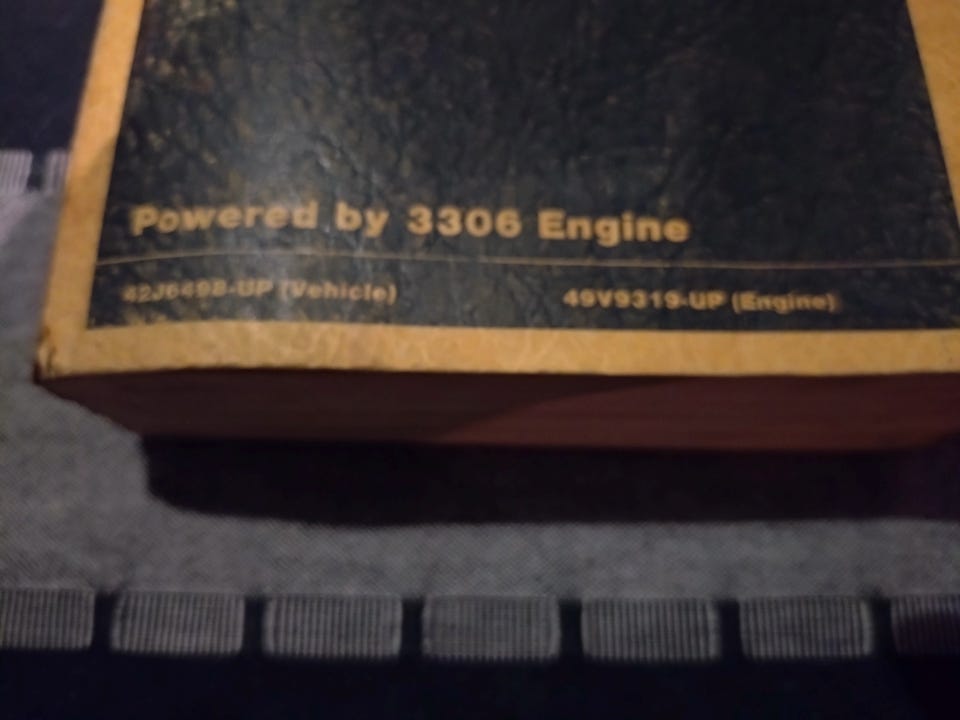 Powered by 3306 Engine
42J6498-UP (Vehicle) 49V9319-UP (Engine)